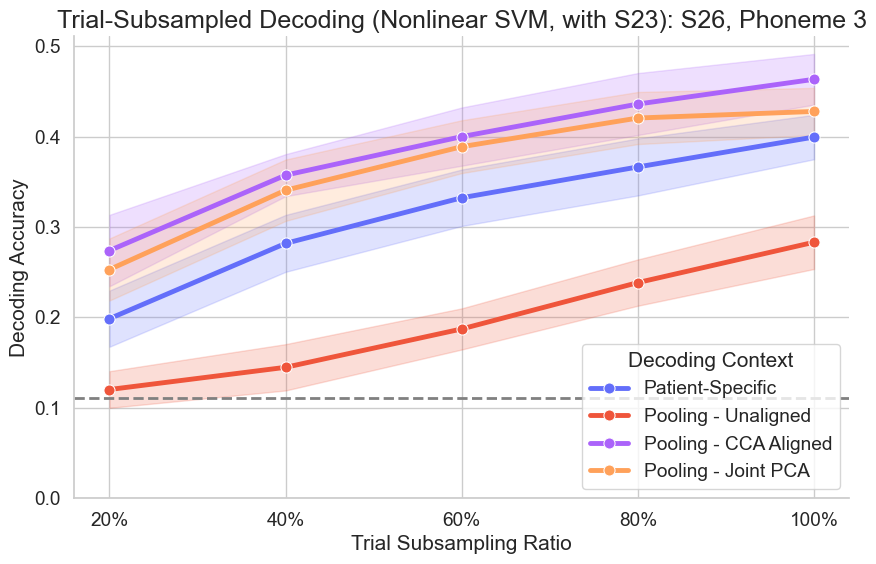 Trial-Subsampled Decoding (Nonlinear SVM, with S23): S26, Phoneme 3
Decoding Accuracy
0.5
0.4
0.3
0.2
0.1
0.0
Decoding Context
Patient-Specific
Pooling - Unaligned
Pooling - CCA Aligned
Pooling - Joint PCA
20%
40%
60%
80%
100%
Trial Subsampling Ratio